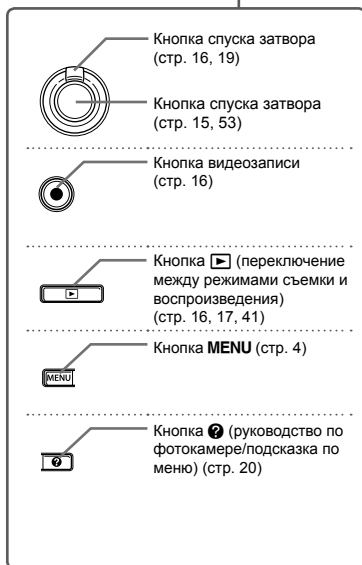 Кнопка спуска затвора
(стр. 16, 19)
Кнопка спуска затвора
(стр. 15, 53)
Кнопка видеозаписи
(стр. 16)
Кнопка ▶ (переключение
между режимами съемки и
воспроизведения)
(стр. 16, 17, 41)
Кнопка MENU (стр. 4)
MENU
Кнопка ? (руководство по
фотокамере/подсказка по
меню) (стр. 20)
?